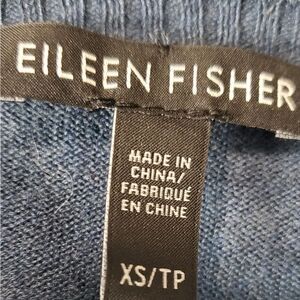 EILEEN FISHER
MADE IN
CHINA/
FABRIQUÉ
EN CHINE
XS/TP